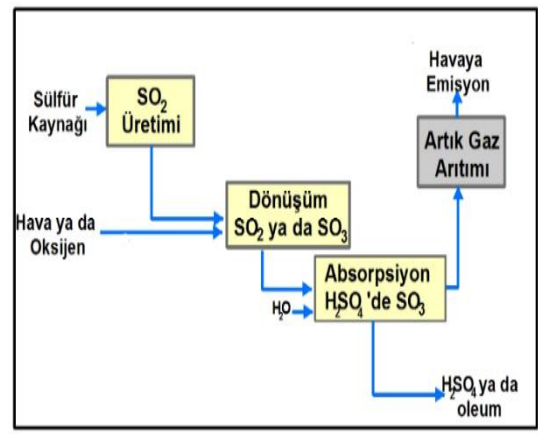 Sülfür
Kaynağı
SO₂
Üretimi
Hava ya da
Oksijen
Dönüşüm
SO₂ ya da SO₃
H₂O
Absorpsiyon
H₂SO₄ 'de SO₃
Havaya
Emisyon
Artık Gaz
Arıtımı
H₂SO₄ ya da
oleum